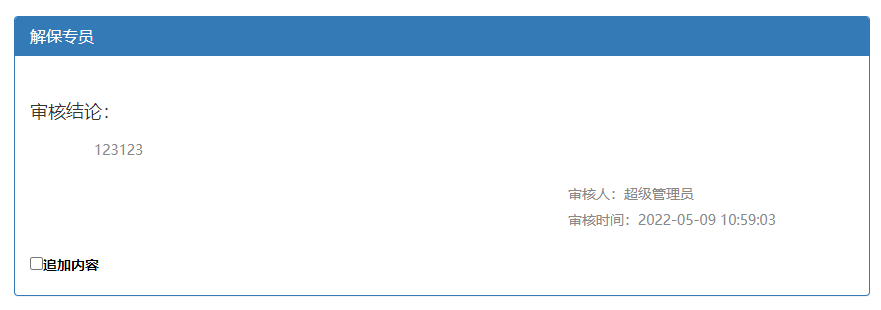 解保专员
审核结论：
123123
审核人：超级管理员
审核时间：2022-05-09 10:59:03
追加内容